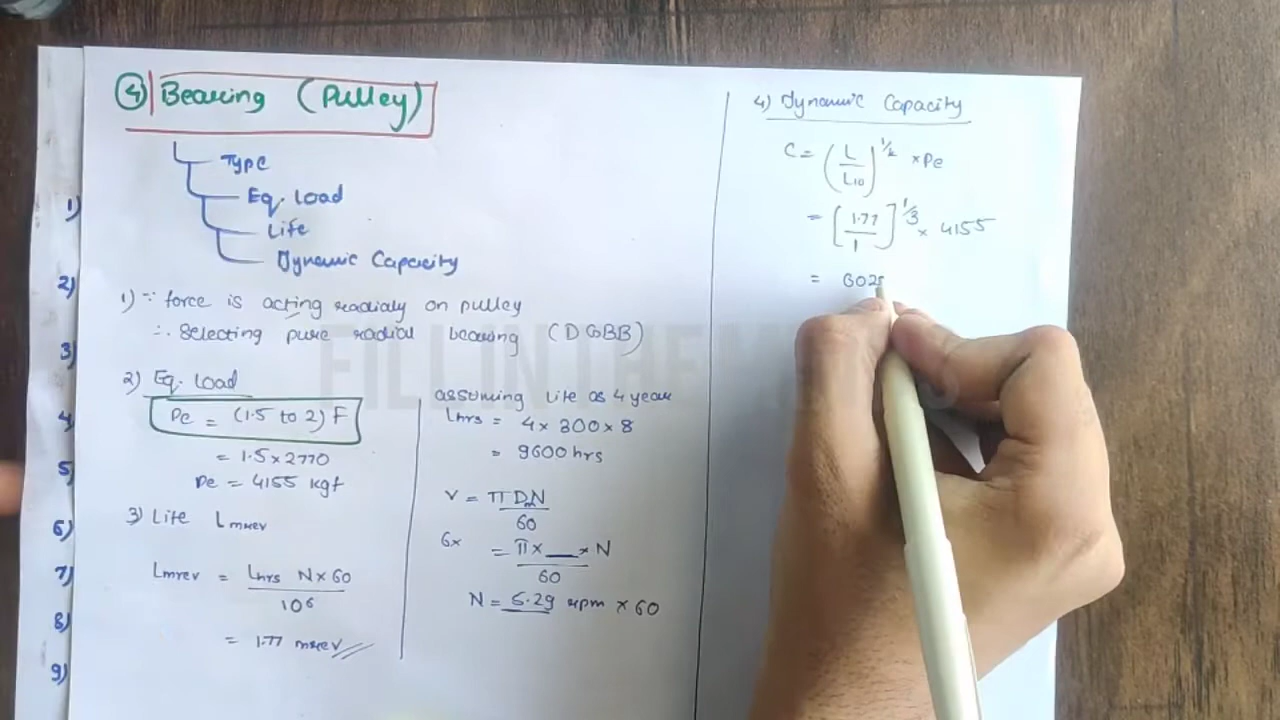 4 Bearing (Pulley)
Type
Eq. Load
Life
Dynamic Capacity
1) ∵ force is acting radialy on pulley
∴ Selecting pure radial bearing (DGBB)
2) Eq. Load
Pe = (1.5 to 2) F
= 1.5 × 2770
Pe = 4155 kgf
3) Life Lmrev
Lmrev = Lhrs N × 60 / 10⁶
= 1.77 mrev
assuming life as 4 year
Lhrs = 4 × 300 × 8
= 9600 hrs
V = π DmN / 60
6×
= π × __ × N / 60
N = 5.29 rpm × 60
4) Dynamic Capacity
C = (L / L10)^1/k × Pe
= [1.77 / 1]^1/3 × 4155
= 602
1)
2)
3)
4)
5)
6)
7)
8)
9)